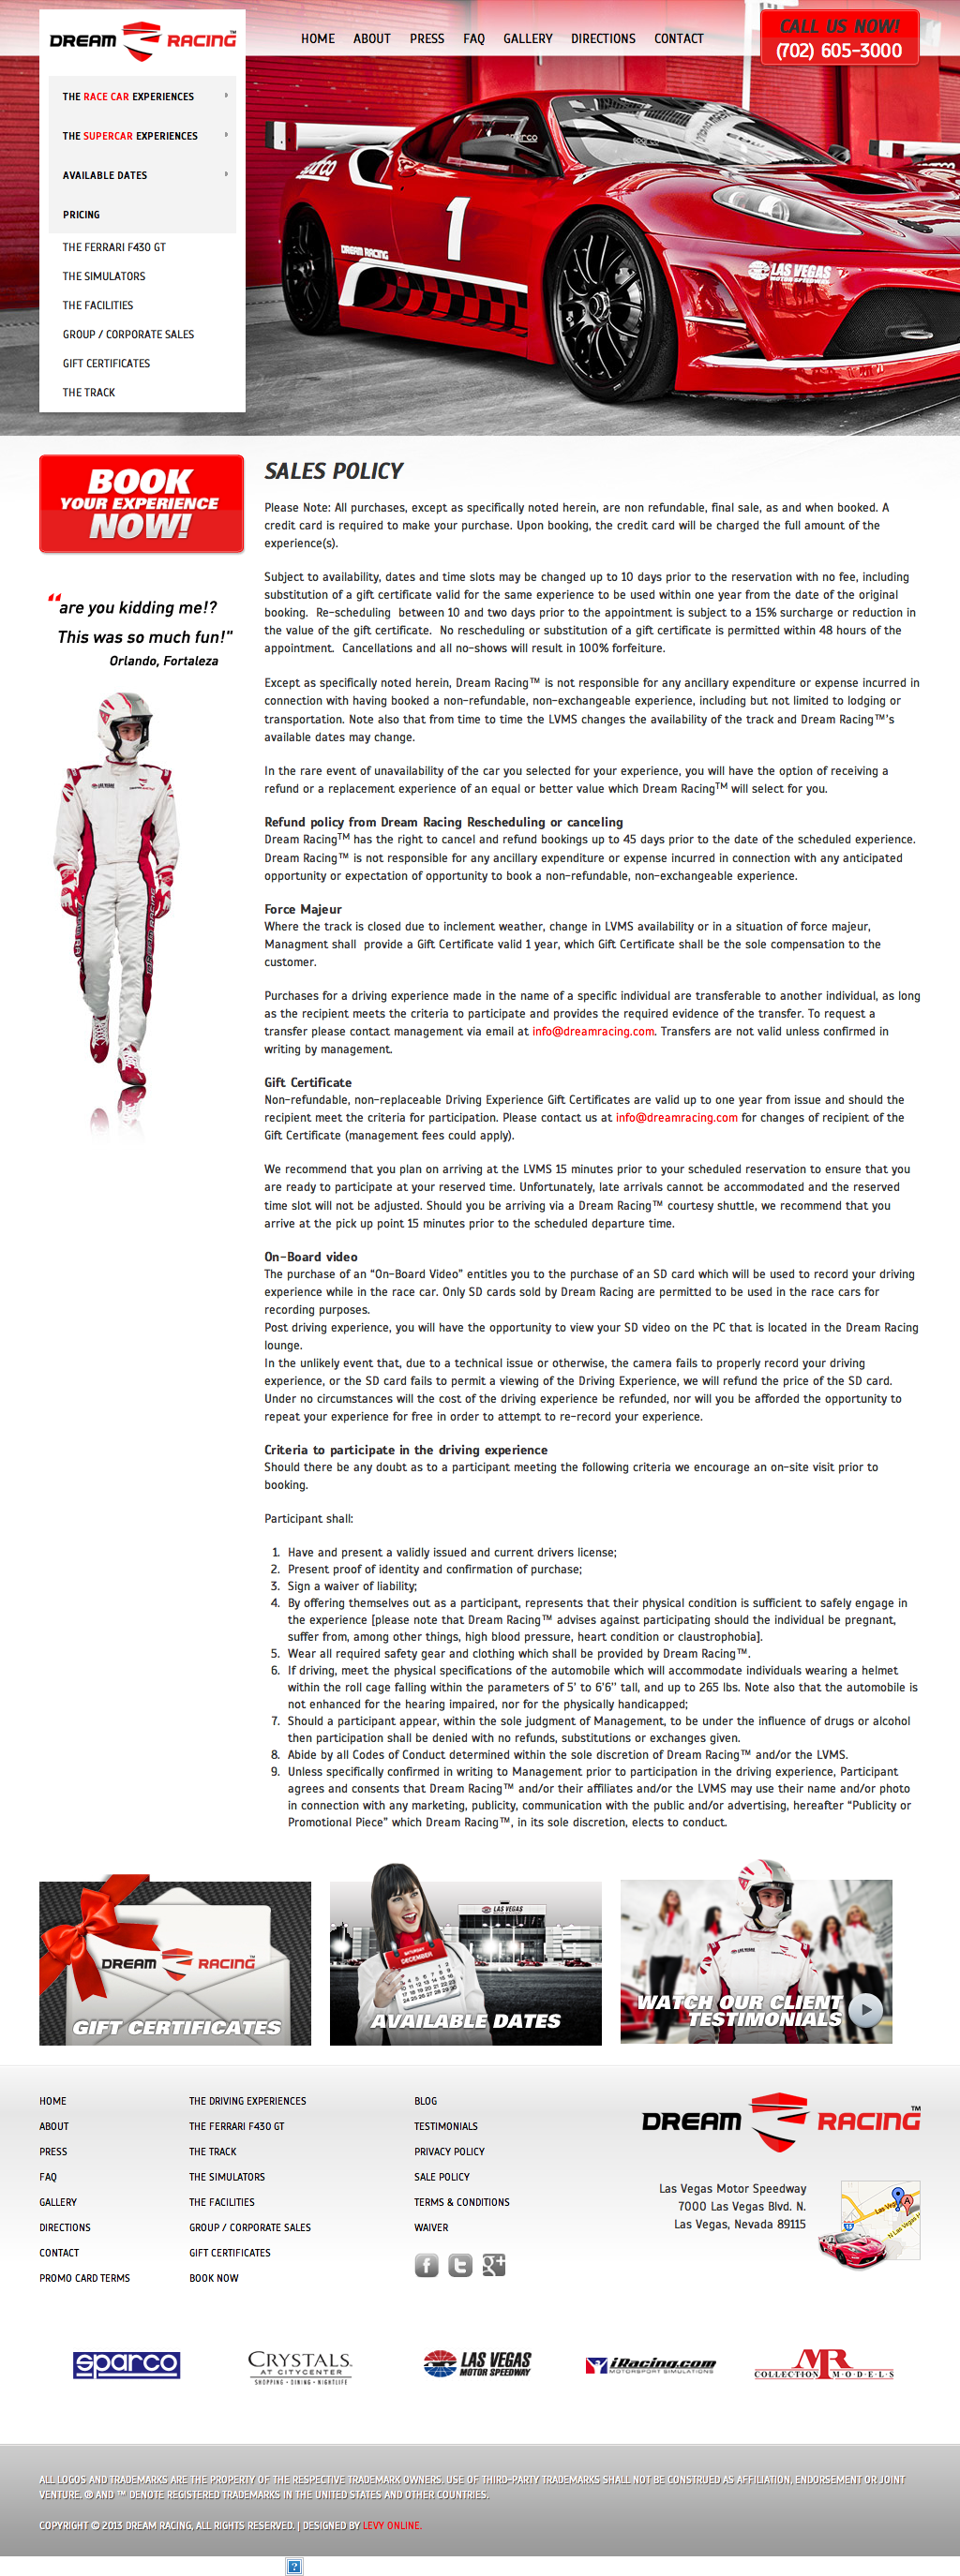 DREAM RACING™
HOME ABOUT PRESS FAQ GALLERY DIRECTIONS CONTACT
CALL US NOW!
(702) 605-3000
THE RACE CAR EXPERIENCES
THE SUPERCAR EXPERIENCES
AVAILABLE DATES
PRICING
THE FERRARI F430 GT
THE SIMULATORS
THE FACILITIES
GROUP / CORPORATE SALES
GIFT CERTIFICATES
THE TRACK
sparco
1
DREAM RACING
LAS VEGAS
MOTOR SPEEDWAY
BOOK
YOUR EXPERIENCE
NOW!
“are you kidding me!?
This was so much fun!"
Orlando, Fortaleza
SALES POLICY
Please Note: All purchases, except as specifically noted herein, are non refundable, final sale, as and when booked. A
credit card is required to make your purchase. Upon booking, the credit card will be charged the full amount of the
experience(s).
Subject to availability, dates and time slots may be changed up to 10 days prior to the reservation with no fee, including
substitution of a gift certificate valid for the same experience to be used within one year from the date of the original
booking.  Re-scheduling  between 10 and two days prior to the appointment is subject to a 15% surcharge or reduction in
the value of the gift certificate.  No rescheduling or substitution of a gift certificate is permitted within 48 hours of the
appointment.  Cancellations and all no-shows will result in 100% forfeiture.
Except as specifically noted herein, Dream Racing™ is not responsible for any ancillary expenditure or expense incurred in
connection with having booked a non-refundable, non-exchangeable experience, including but not limited to lodging or
transportation. Note also that from time to time the LVMS changes the availability of the track and Dream Racing™'s
available dates may change.
In the rare event of unavailability of the car you selected for your experience, you will have the option of receiving a
refund or a replacement experience of an equal or better value which Dream RacingTM will select for you.
Refund policy from Dream Racing Rescheduling or canceling
Dream RacingTM has the right to cancel and refund bookings up to 45 days prior to the date of the scheduled experience.
Dream Racing™ is not responsible for any ancillary expenditure or expense incurred in connection with any anticipated
opportunity or expectation of opportunity to book a non-refundable, non-exchangeable experience.
Force Majeur
Where the track is closed due to inclement weather, change in LVMS availability or in a situation of force majeur,
Managment shall  provide a Gift Certificate valid 1 year, which Gift Certificate shall be the sole compensation to the
customer.
Purchases for a driving experience made in the name of a specific individual are transferable to another individual, as long
as the recipient meets the criteria to participate and provides the required evidence of the transfer. To request a
transfer please contact management via email at info@dreamracing.com. Transfers are not valid unless confirmed in
writing by management.
Gift Certificate
Non-refundable, non-replaceable Driving Experience Gift Certificates are valid up to one year from issue and should the
recipient meet the criteria for participation. Please contact us at info@dreamracing.com for changes of recipient of the
Gift Certificate (management fees could apply).
We recommend that you plan on arriving at the LVMS 15 minutes prior to your scheduled reservation to ensure that you
are ready to participate at your reserved time. Unfortunately, late arrivals cannot be accommodated and the reserved
time slot will not be adjusted. Should you be arriving via a Dream Racing™ courtesy shuttle, we recommend that you
arrive at the pick up point 15 minutes prior to the scheduled departure time.
On-Board video
The purchase of an “On-Board Video” entitles you to the purchase of an SD card which will be used to record your driving
experience while in the race car. Only SD cards sold by Dream Racing are permitted to be used in the race cars for
recording purposes.
Post driving experience, you will have the opportunity to view your SD video on the PC that is located in the Dream Racing
lounge.
In the unlikely event that, due to a technical issue or otherwise, the camera fails to properly record your driving
experience, or the SD card fails to permit a viewing of the Driving Experience, we will refund the price of the SD card.
Under no circumstances will the cost of the driving experience be refunded, nor will you be afforded the opportunity to
repeat your experience for free in order to attempt to re-record your experience.
Criteria to participate in the driving experience
Should there be any doubt as to a participant meeting the following criteria we encourage an on-site visit prior to
booking.
Participant shall:
1. Have and present a validly issued and current drivers license;
2. Present proof of identity and confirmation of purchase;
3. Sign a waiver of liability;
4. By offering themselves out as a participant, represents that their physical condition is sufficient to safely engage in
the experience [please note that Dream Racing™ advises against participating should the individual be pregnant,
suffer from, among other things, high blood pressure, heart condition or claustrophobia].
5. Wear all required safety gear and clothing which shall be provided by Dream Racing™.
6. If driving, meet the physical specifications of the automobile which will accommodate individuals wearing a helmet
within the roll cage falling within the parameters of 5' to 6'6'' tall, and up to 265 lbs. Note also that the automobile is
not enhanced for the hearing impaired, nor for the physically handicapped;
7. Should a participant appear, within the sole judgment of Management, to be under the influence of drugs or alcohol
then participation shall be denied with no refunds, substitutions or exchanges given.
8. Abide by all Codes of Conduct determined within the sole discretion of Dream Racing™ and/or the LVMS.
9. Unless specifically confirmed in writing to Management prior to participation in the driving experience, Participant
agrees and consents that Dream Racing™ and/or their affiliates and/or the LVMS may use their name and/or photo
in connection with any marketing, publicity, communication with the public and/or advertising, hereafter “Publicity or
Promotional Piece” which Dream Racing™, in its sole discretion, elects to conduct.
DREAM RACING™
GIFT CERTIFICATES
LAS VEGAS
DECEMBER
AVAILABLE DATES
WATCH OUR CLIENT
TESTIMONIALS
HOME
ABOUT
PRESS
FAQ
GALLERY
DIRECTIONS
CONTACT
PROMO CARD TERMS
THE DRIVING EXPERIENCES
THE FERRARI F430 GT
THE TRACK
THE SIMULATORS
THE FACILITIES
GROUP / CORPORATE SALES
GIFT CERTIFICATES
BOOK NOW
BLOG
TESTIMONIALS
PRIVACY POLICY
SALE POLICY
TERMS & CONDITIONS
WAIVER
DREAM RACING™
Las Vegas Motor Speedway
7000 Las Vegas Blvd. N.
Las Vegas, Nevada 89115
sparco
CRYSTALS
AT CITYCENTER
SHOPPING • DINING • NIGHTLIFE
LAS VEGAS
MOTOR SPEEDWAY
iRacing.com
MOTORSPORT SIMULATIONS
MR
COLLECTION MODELS
ALL LOGOS AND TRADEMARKS ARE THE PROPERTY OF THE RESPECTIVE TRADEMARK OWNERS. USE OF THIRD-PARTY TRADEMARKS SHALL NOT BE CONSTRUED AS AFFILIATION, ENDORSEMENT OR JOINT
VENTURE. ® AND ™ DENOTE REGISTERED TRADEMARKS IN THE UNITED STATES AND OTHER COUNTRIES.
COPYRIGHT © 2013 DREAM RACING, ALL RIGHTS RESERVED. | DESIGNED BY LEVY ONLINE.